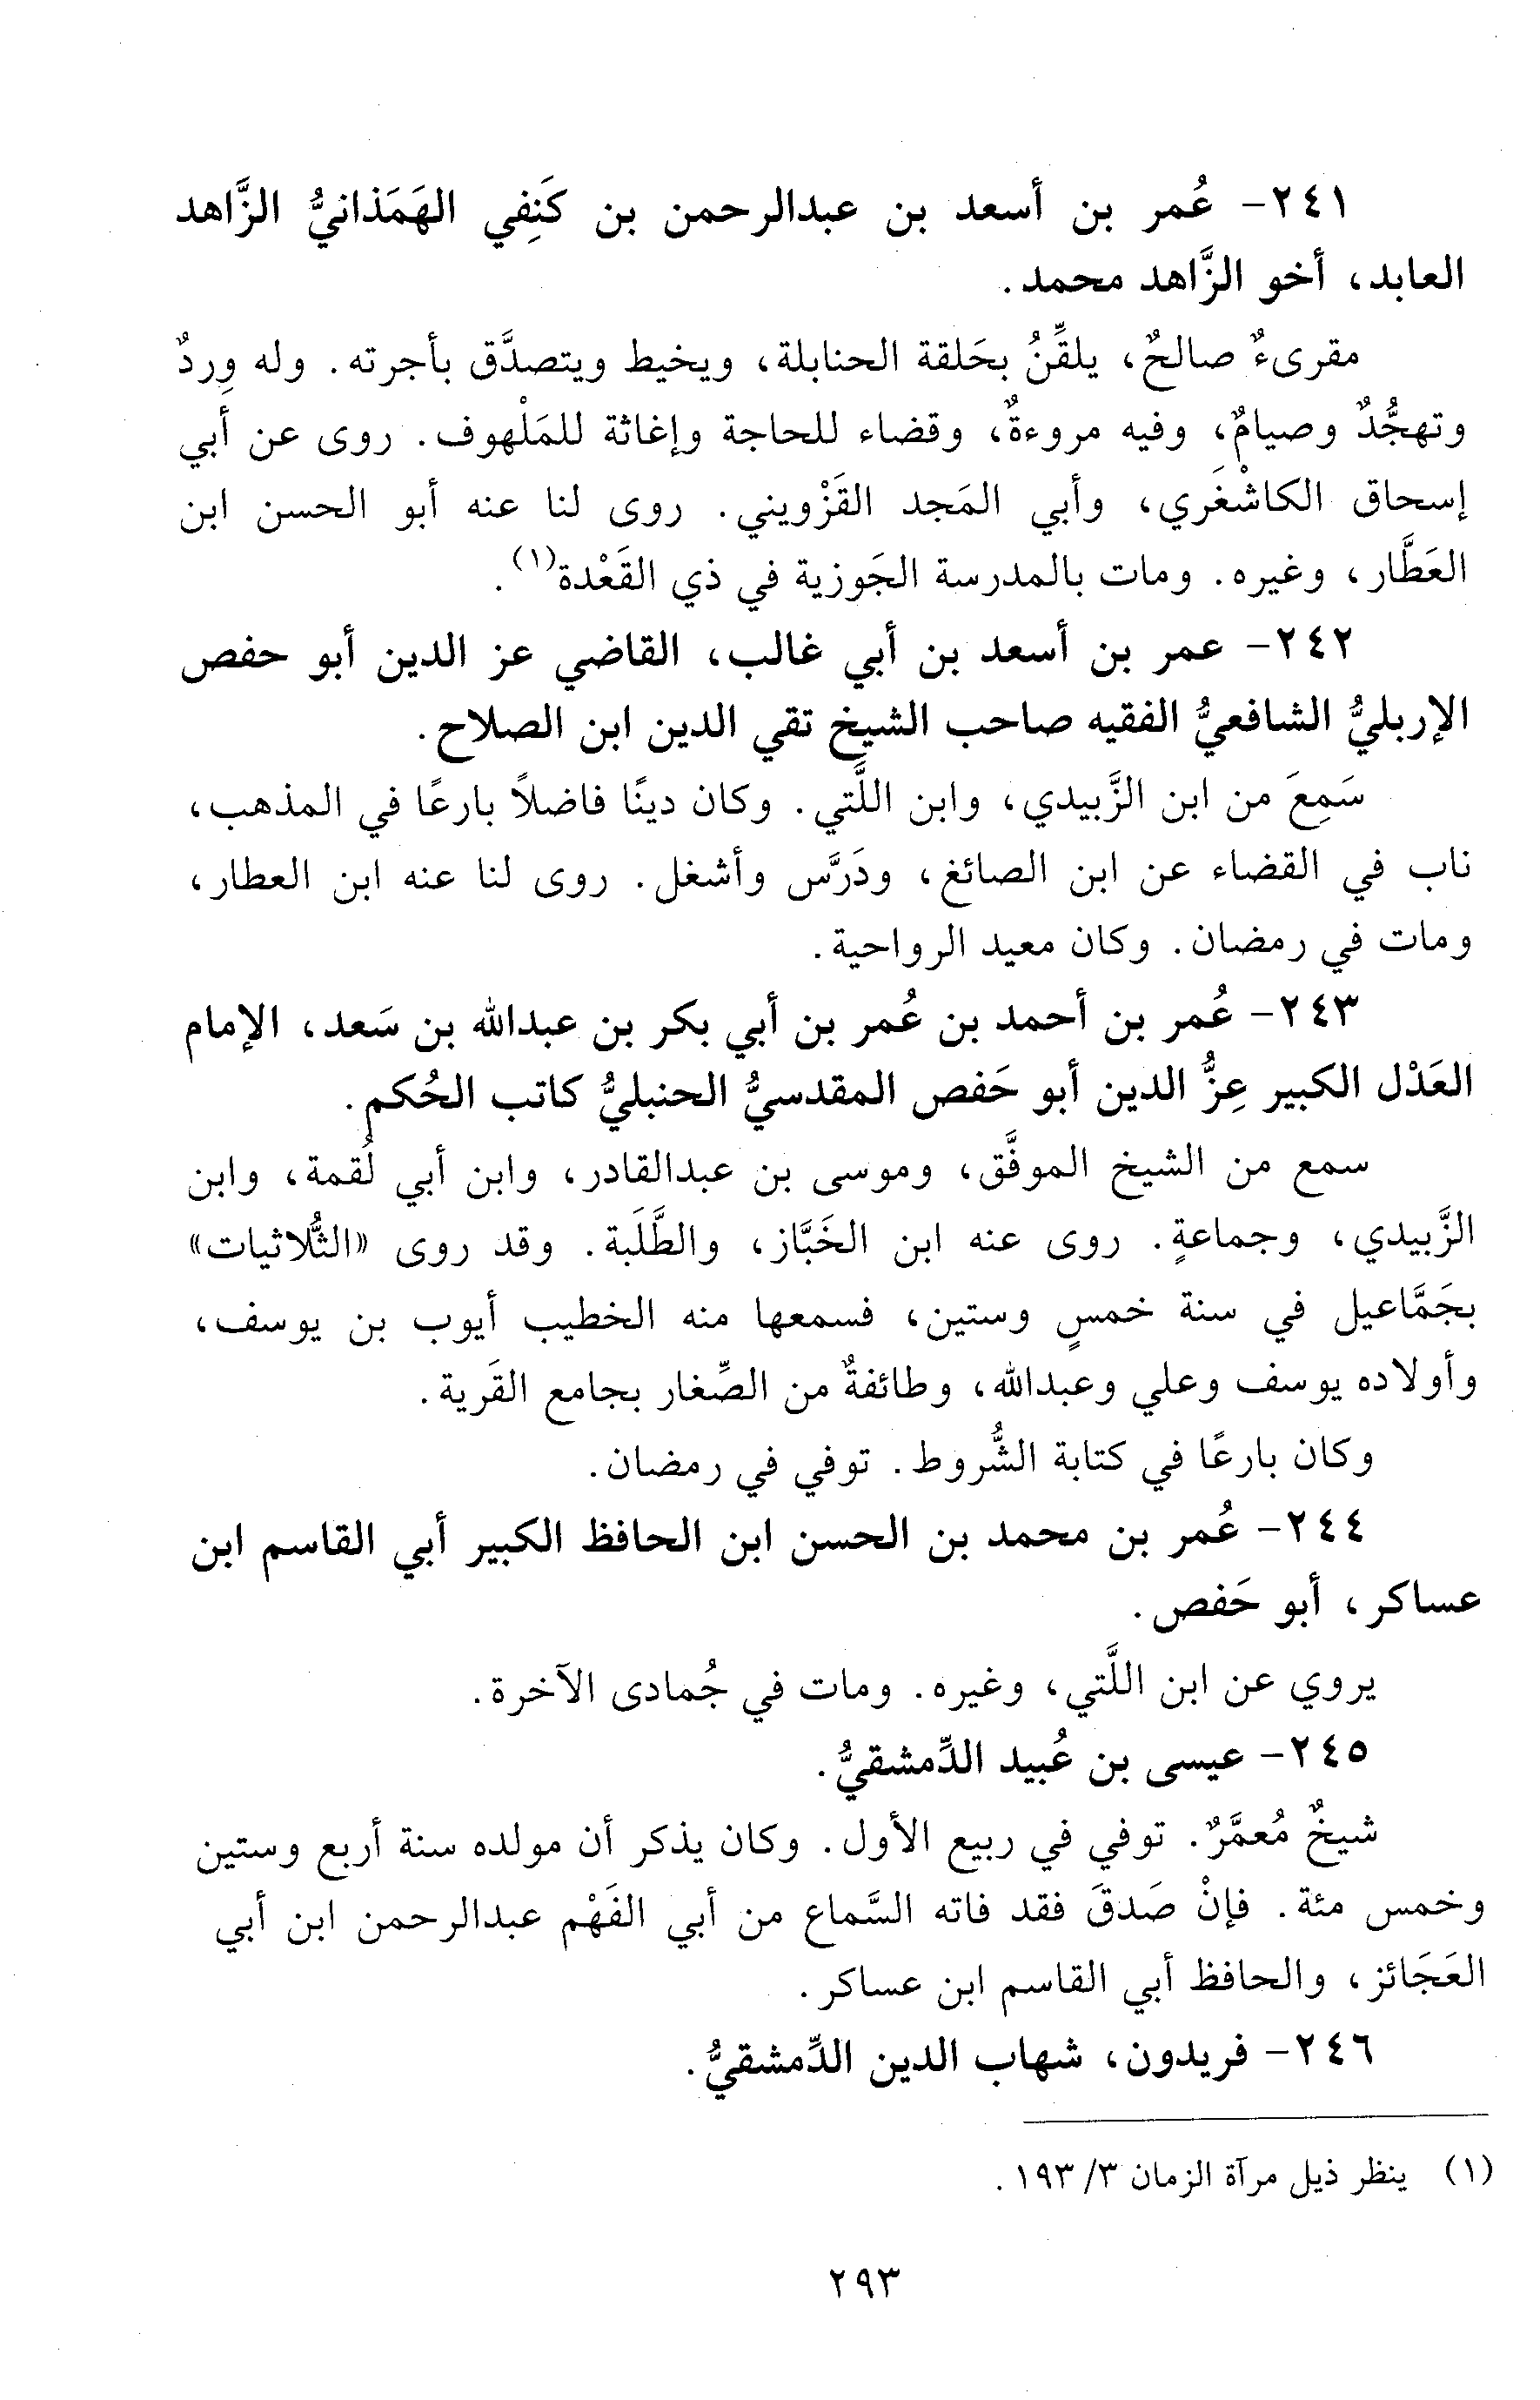 ٢٤١- عُمر بن أسعد بن عبدالرحمن بن كَنِفي الهَمَذانيُّ الزَّاهد
العابد، أخو الزَّاهد محمد.
مقرىءٌ صالحٌ، يلقِّنُ بحَلقة الحنابلة، ويخيط ويتصدَّق بأجرته. وله وِردٌ
وتهجُّدٌ وصيامٌ، وفيه مروءةٌ، وقضاء للحاجة وإغاثة للمَلْهوف. روى عن أبي
إسحاق الكاشْغَري، وأبي المَجد القَزْويني. روى لنا عنه أبو الحسن ابن
العَطَّار، وغيره. ومات بالمدرسة الجَوزية في ذي القَعْدة(١).
٢٤٢- عمر بن أسعد بن أبي غالب، القاضي عز الدين أبو حفص
الإربليُّ الشافعيُّ الفقيه صاحب الشيخ تقي الدين ابن الصلاح.
سَمِعَ من ابن الزَّبيدي، وابن اللَّتي. وكان دينًا فاضلاً بارعًا في المذهب،
ناب في القضاء عن ابن الصائغ، ودَرَّس وأشغل. روى لنا عنه ابن العطار،
ومات في رمضان. وكان معيد الرواحية.
٢٤٣- عُمر بن أحمد بن عُمر بن أبي بكر بن عبدالله بن سَعد، الإمام
العَدْل الكبير عِزُّ الدين أبو حَفص المقدسيُّ الحنبليُّ كاتب الحُكم.
سمع من الشيخ الموفَّق، وموسى بن عبدالقادر، وابن أبي لُقمة، وابن
الزَّبيدي، وجماعةٍ. روى عنه ابن الخَبَّاز، والطَّلَبة. وقد روى «الثُّلاثيات»
بجَمَّاعيل في سنة خمسٍ وستين، فسمعها منه الخطيب أيوب بن يوسف،
وأولاده يوسف وعلي وعبدالله، وطائفةٌ من الصِّغار بجامع القَرية.
وكان بارعًا في كتابة الشُّروط. توفي في رمضان.
٢٤٤- عُمر بن محمد بن الحسن ابن الحافظ الكبير أبي القاسم ابن
عساكر، أبو حَفص.
يروي عن ابن اللَّتي، وغيره. ومات في جُمادى الآخرة.
٢٤٥- عيسى بن عُبيد الدِّمشقيُّ.
شيخٌ مُعمَّرٌ. توفي في ربيع الأول. وكان يذكر أن مولده سنة أربع وستين
وخمس مئة. فإنْ صَدقَ فقد فاته السَّماع من أبي الفَهْم عبدالرحمن ابن أبي
العَجَائز، والحافظ أبي القاسم ابن عساكر.
٢٤٦- فريدون، شهاب الدين الدِّمشقيُّ.
(١) ينظر ذيل مرآة الزمان ٣/ ١٩٣.
٢٩٣